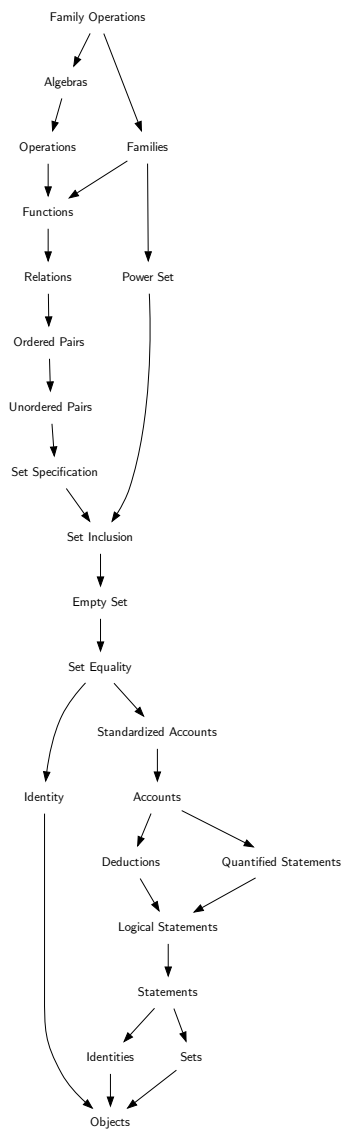 Family Operations
Algebras
Operations
Families
Functions
Relations
Power Set
Ordered Pairs
Unordered Pairs
Set Specification
Set Inclusion
Empty Set
Set Equality
Standardized Accounts
Identity
Accounts
Deductions
Quantified Statements
Logical Statements
Statements
Identities
Sets
Objects